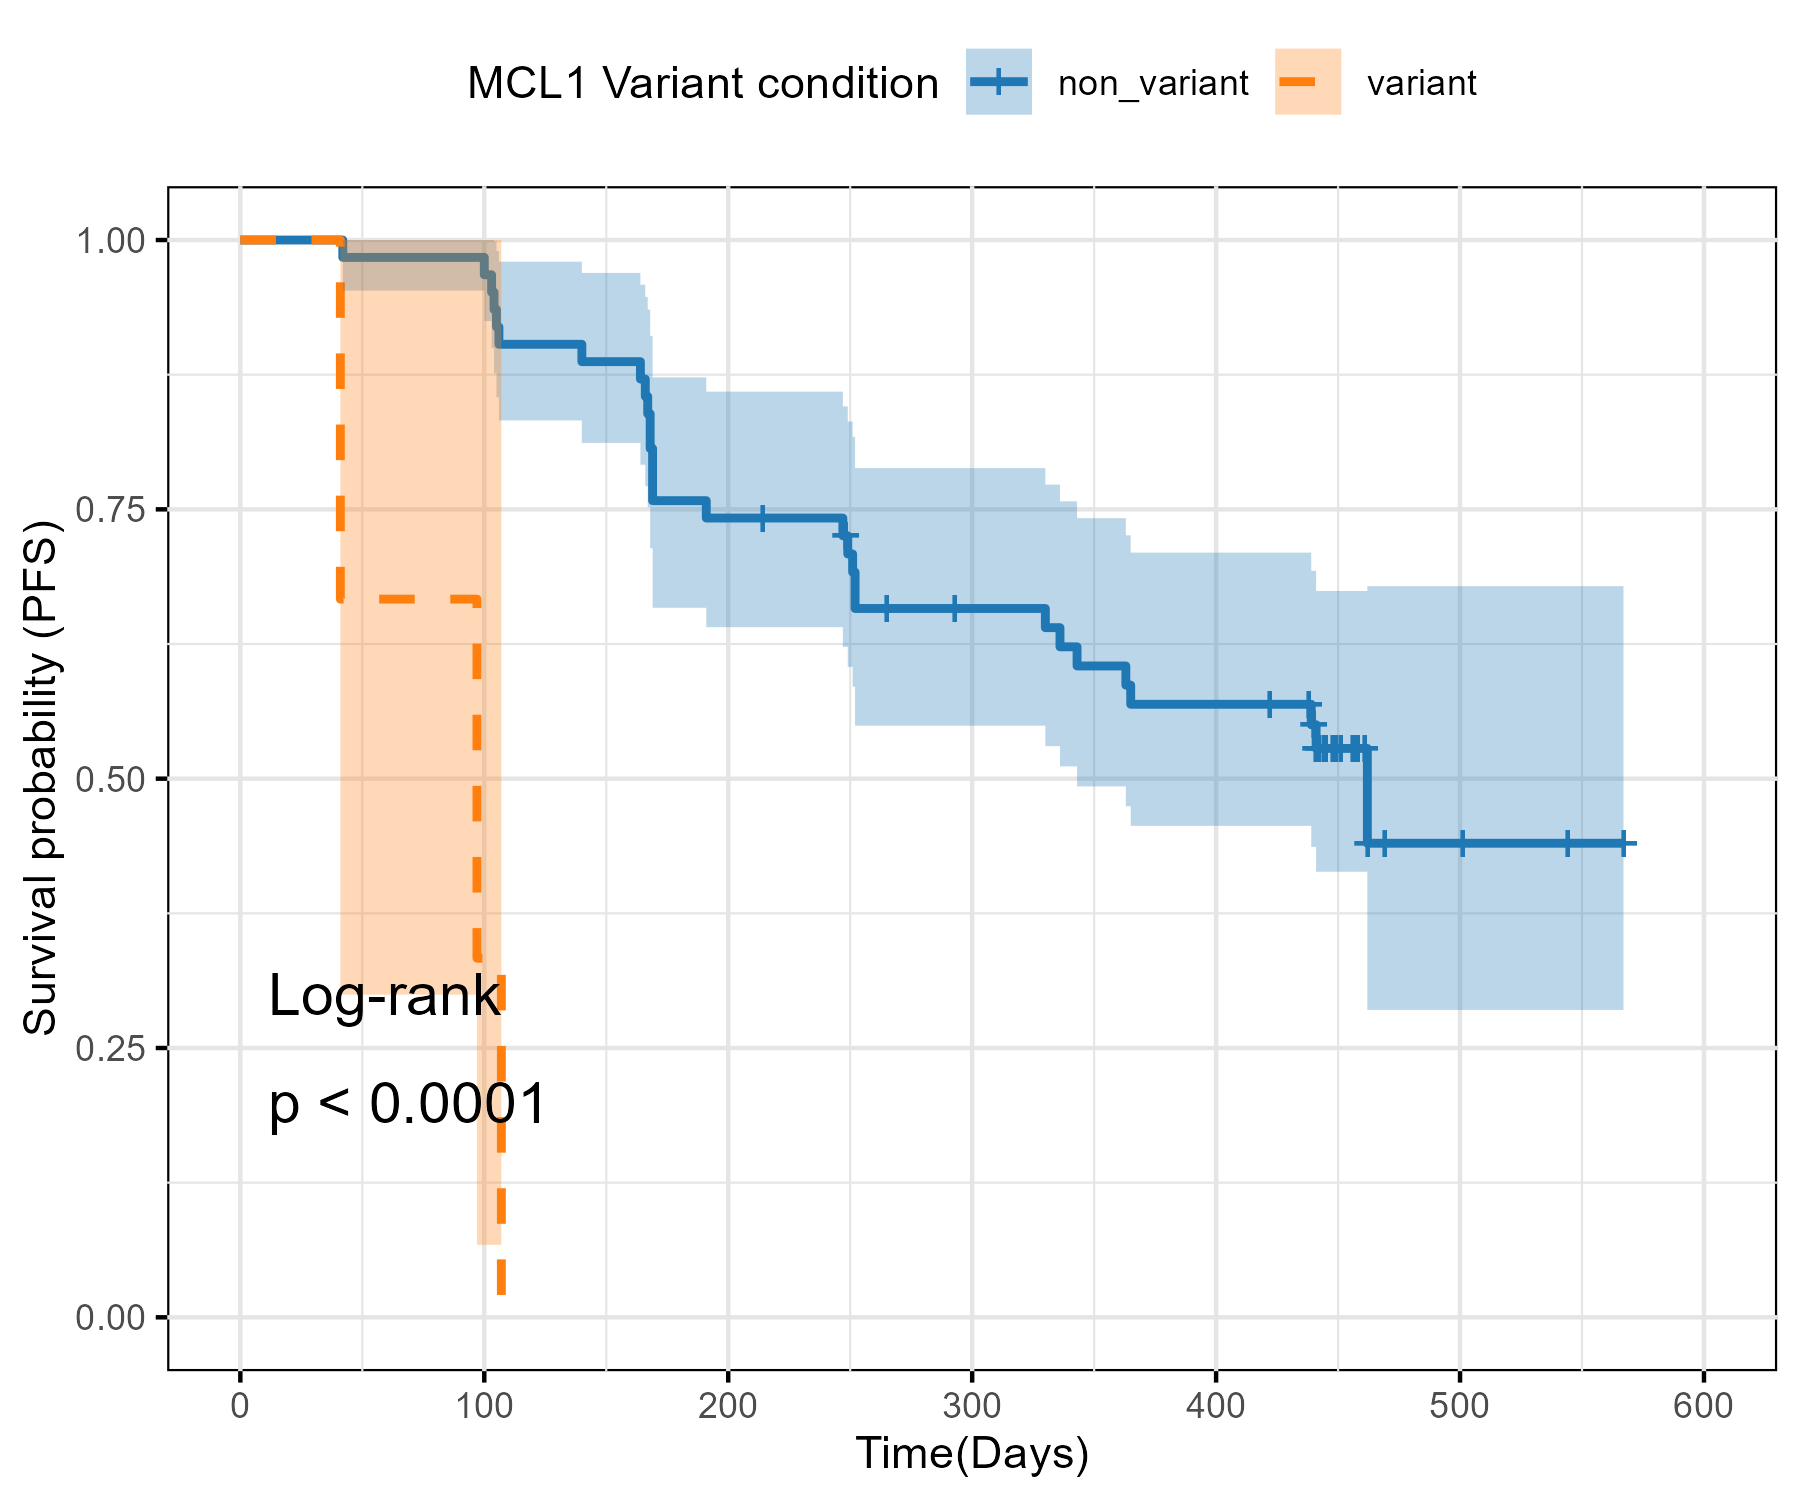 MCL1 Variant condition non_variant variant
1.00
0.75
0.50
0.25
0.00
Survival probability (PFS)
Log-rank
p < 0.0001
0 100 200 300 400 500 600
Time(Days)